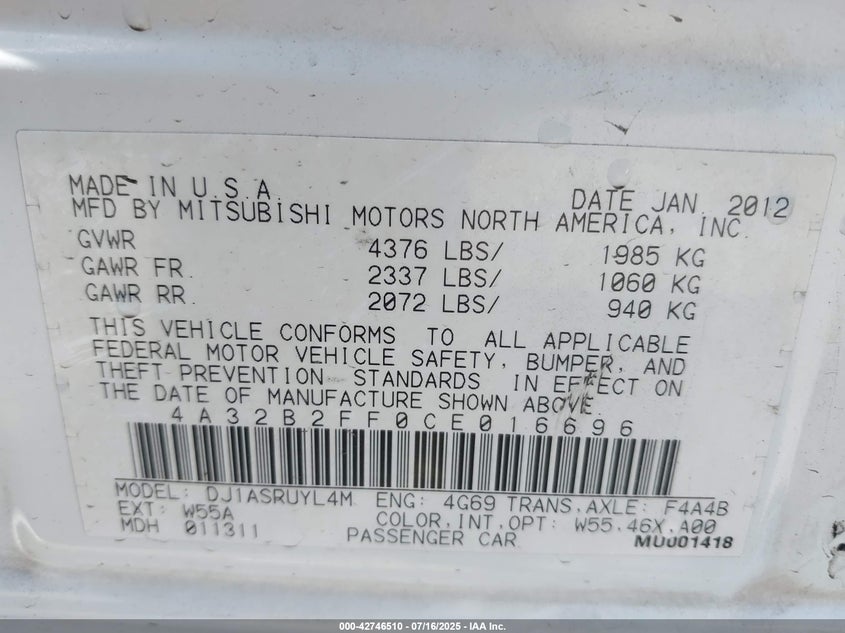 MADE IN U.S.A. DATE JAN. 2012
MFD BY MITSUBISHI MOTORS NORTH AMERICA, INC.
GVWR 4376 LBS/ 1985 KG
GAWR FR. 2337 LBS/ 1060 KG
GAWR RR. 2072 LBS/ 940 KG
THIS VEHICLE CONFORMS TO ALL APPLICABLE
FEDERAL MOTOR VEHICLE SAFETY, BUMPER, AND
THEFT PREVENTION STANDARDS IN EFFECT ON
THE DATE OF MANUFACTURE SHOWN ABOVE.
4A32B2FF0CE016696
MODEL: DJ1ASRUYL4M ENG: 4G69 TRANS.AXLE: F4A4B
EXT: W55A COLOR,INT,OPT: W55.46X.A00
MDH 011311 PASSENGER CAR MU001418
000-42746510 - 07/16/2025 - IAA Inc.